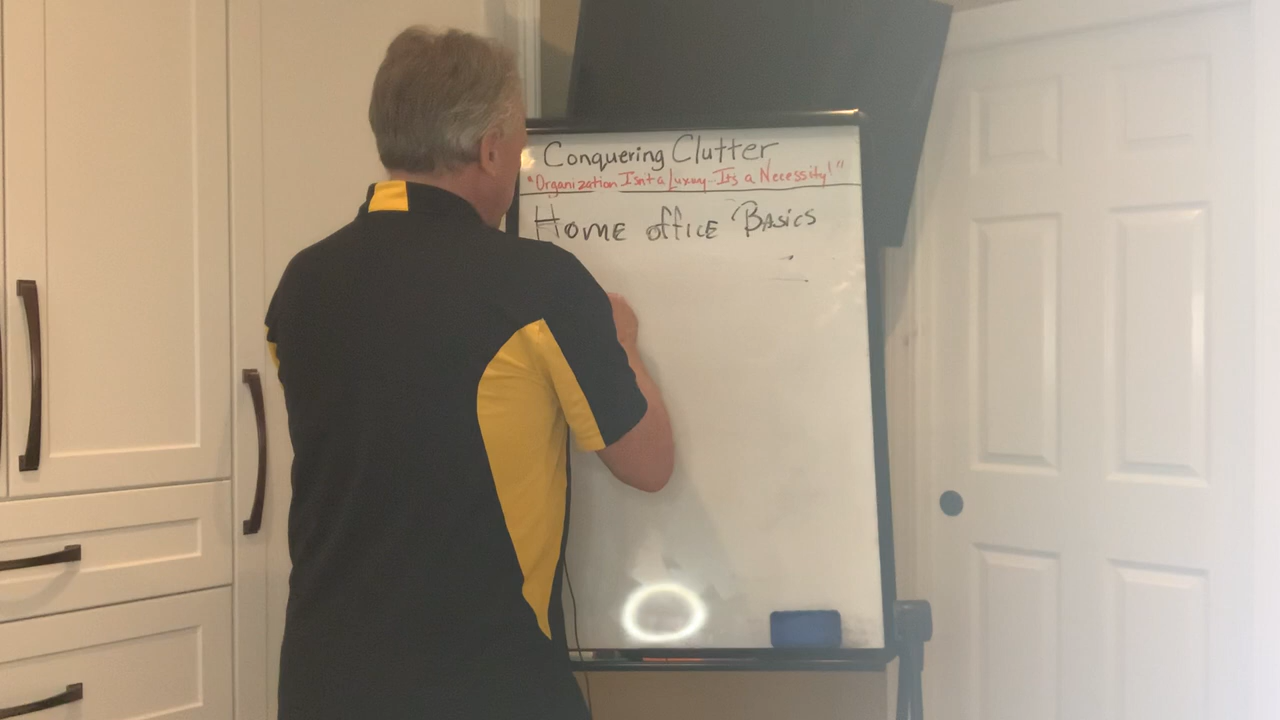 Conquering Clutter
"Organization Isn't a Luxury - It's a Necessity!"
Home office Basics